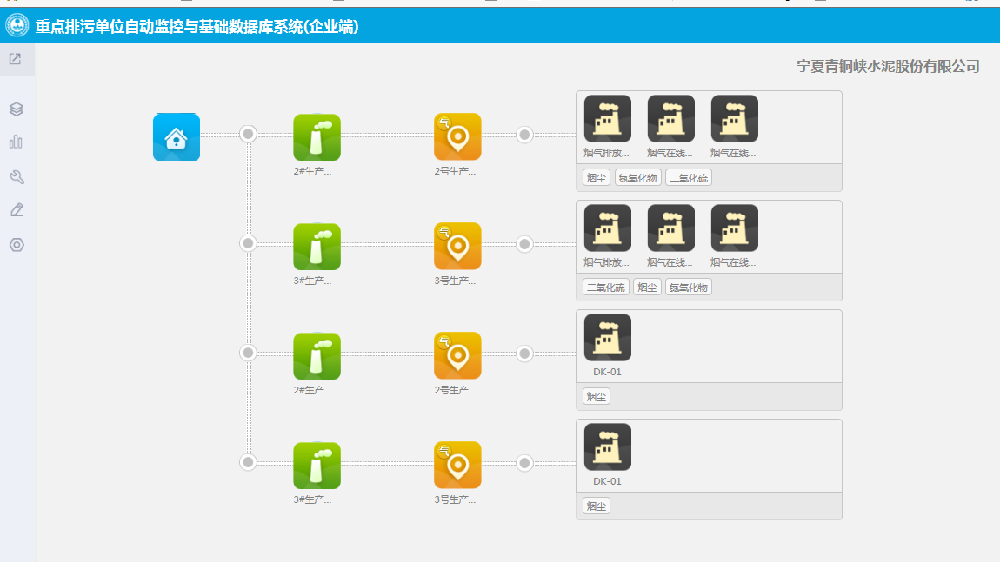 重点排污单位自动监控与基础数据库系统(企业端)
宁夏青铜峡水泥股份有限公司
气
2#生产...
2号生产...
烟气排放...
烟气在线...
烟气在线...
烟尘
氮氧化物
二氧化硫
气
3#生产...
3号生产...
烟气排放...
烟气在线...
烟气在线...
二氧化硫
烟尘
氮氧化物
气
2#生产...
2号生产...
DK-01
烟尘
气
3#生产...
3号生产...
DK-01
烟尘